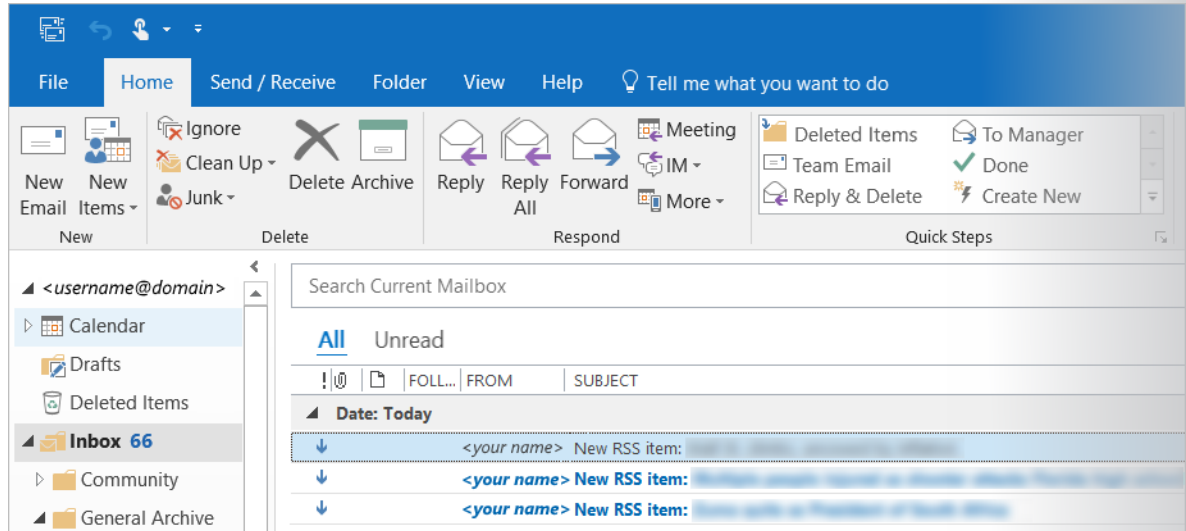 File Home Send / Receive Folder View Help Tell me what you want to do
New Email
New Items
New
Ignore
Clean Up
Junk
Delete
Archive
Delete
Reply
Reply All
Forward
Meeting
IM
More
Respond
Deleted Items
Team Email
Reply & Delete
To Manager
Done
Create New
Quick Steps
<username@domain>
Calendar
Drafts
Deleted Items
Inbox 66
Community
General Archive
Search Current Mailbox
All Unread
! FOLL... FROM SUBJECT
Date: Today
<your name> New RSS item:
<your name> New RSS item:
<your name> New RSS item: